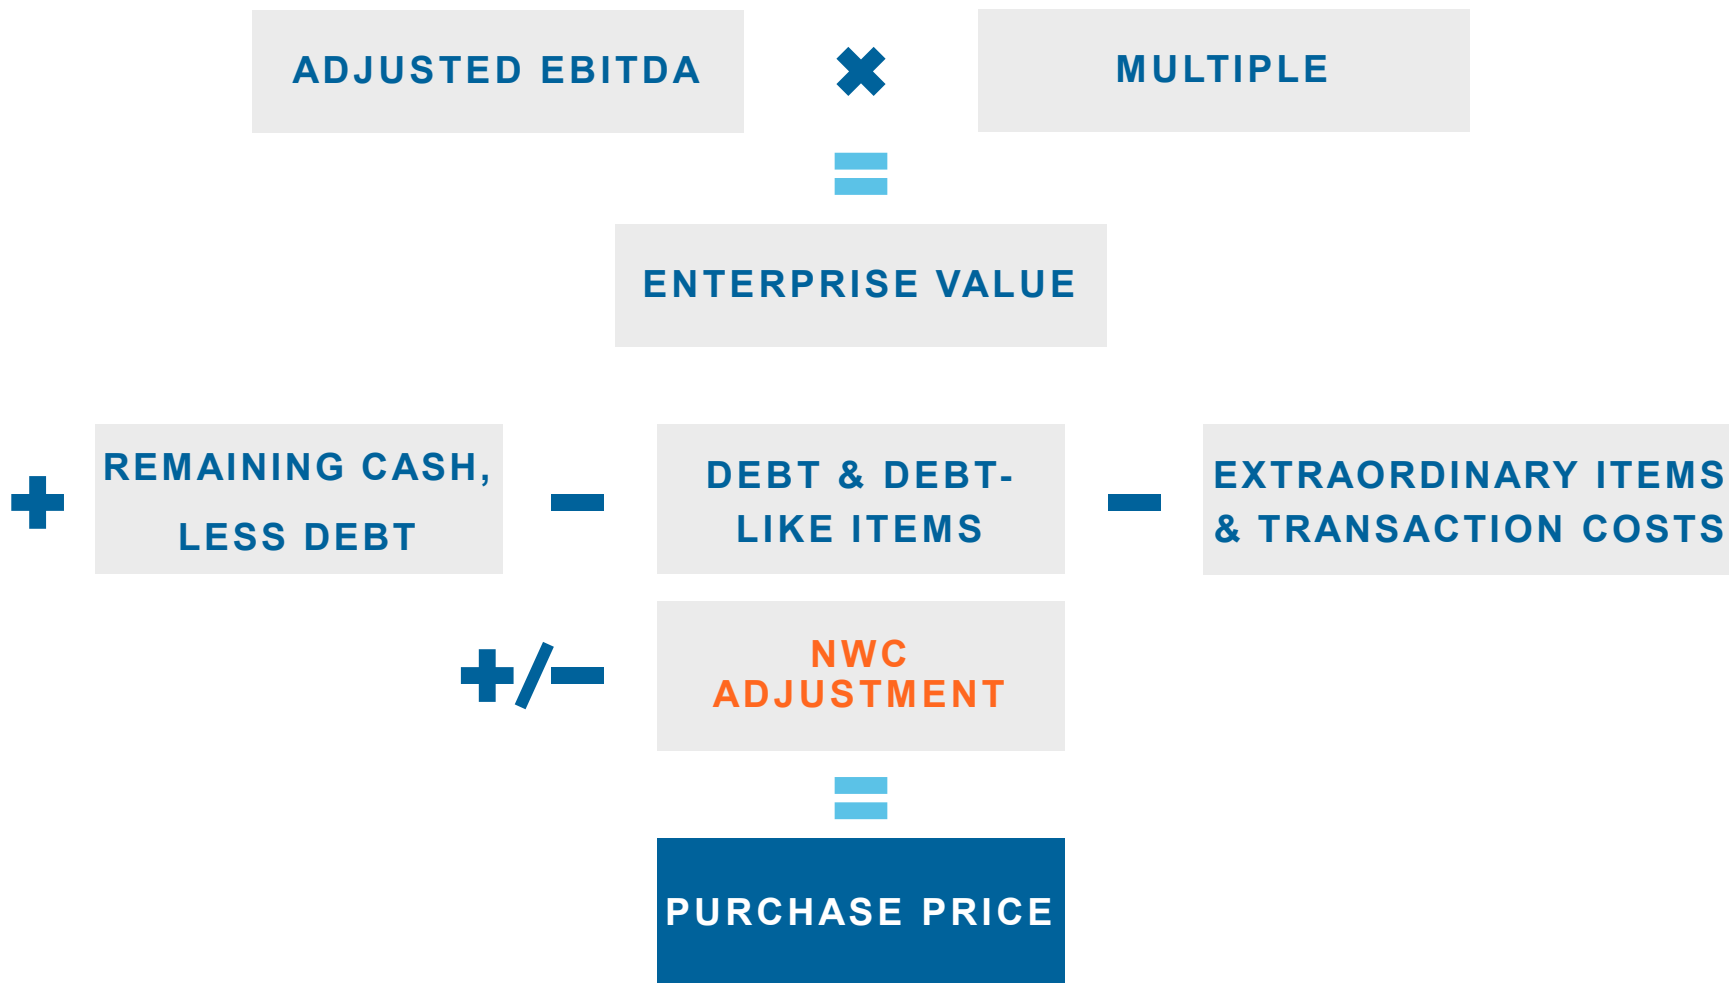 ADJUSTED EBITDA
MULTIPLE
ENTERPRISE VALUE
REMAINING CASH,
LESS DEBT
DEBT & DEBT-
LIKE ITEMS
EXTRAORDINARY ITEMS
& TRANSACTION COSTS
NWC
ADJUSTMENT
PURCHASE PRICE